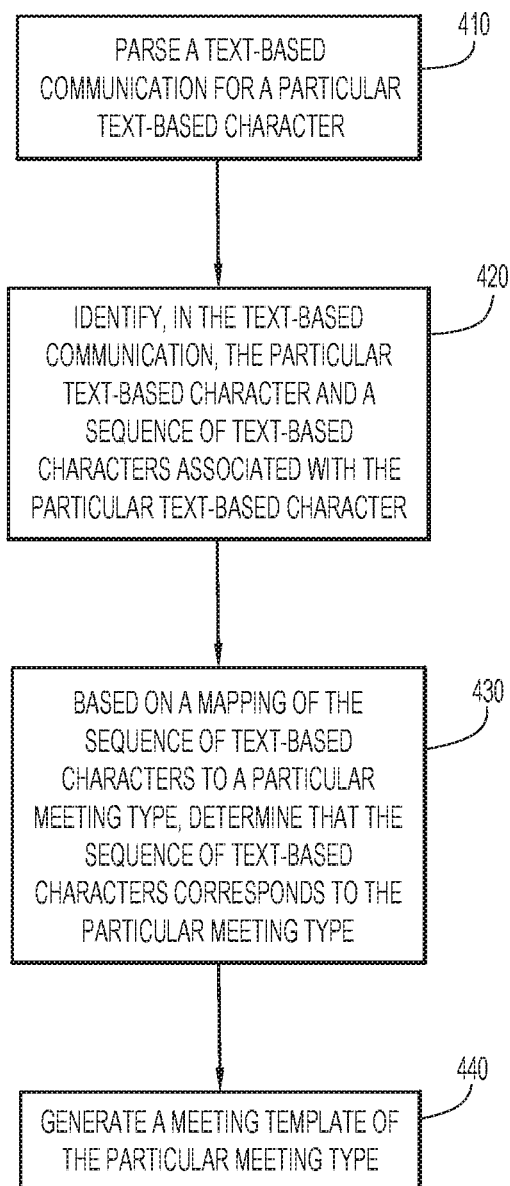 410
PARSE A TEXT-BASED
COMMUNICATION FOR A PARTICULAR
TEXT-BASED CHARACTER
420
IDENTIFY, IN THE TEXT-BASED
COMMUNICATION, THE PARTICULAR
TEXT-BASED CHARACTER AND A
SEQUENCE OF TEXT-BASED
CHARACTERS ASSOCIATED WITH THE
PARTICULAR TEXT-BASED CHARACTER
430
BASED ON A MAPPING OF THE
SEQUENCE OF TEXT-BASED
CHARACTERS TO A PARTICULAR
MEETING TYPE, DETERMINE THAT THE
SEQUENCE OF TEXT-BASED
CHARACTERS CORRESPONDS TO THE
PARTICULAR MEETING TYPE
440
GENERATE A MEETING TEMPLATE OF
THE PARTICULAR MEETING TYPE